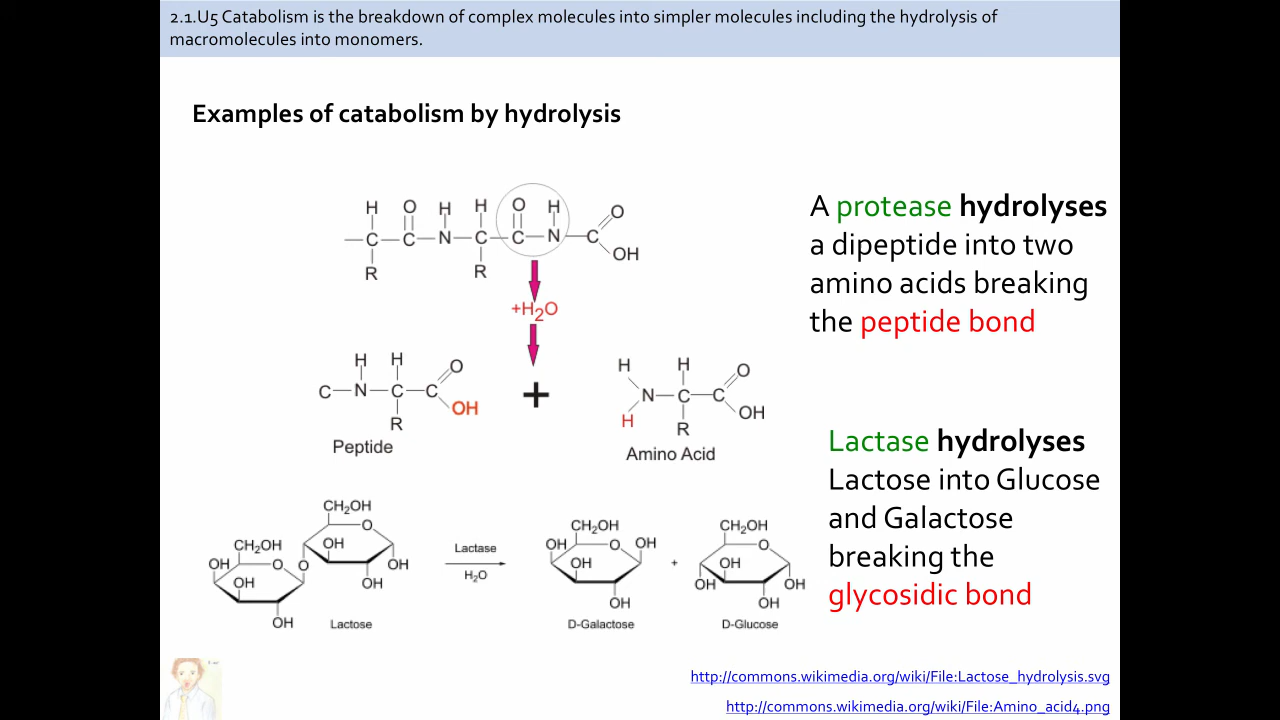 2.1.U5 Catabolism is the breakdown of complex molecules into simpler molecules including the hydrolysis of
macromolecules into monomers.
Examples of catabolism by hydrolysis
H O H H O H O
C C N C C N C
R R OH
+H₂O
A protease hydrolyses
a dipeptide into two
amino acids breaking
the peptide bond
H H O
C N C C
OH
R
Peptide
+
H H O
N C C
H R OH
Amino Acid
Lactase hydrolyses
Lactose into Glucose
and Galactose
breaking the
glycosidic bond
CH₂OH
O
CH₂OH OH
OH O O OH
OH OH
OH
Lactose
Lactase
H₂O
CH₂OH
OH O OH
OH
OH
D-Galactose
+
CH₂OH
O
OH
OH OH
OH
D-Glucose
http://commons.wikimedia.org/wiki/File:Lactose_hydrolysis.svg
http://commons.wikimedia.org/wiki/File:Amino_acid4.png